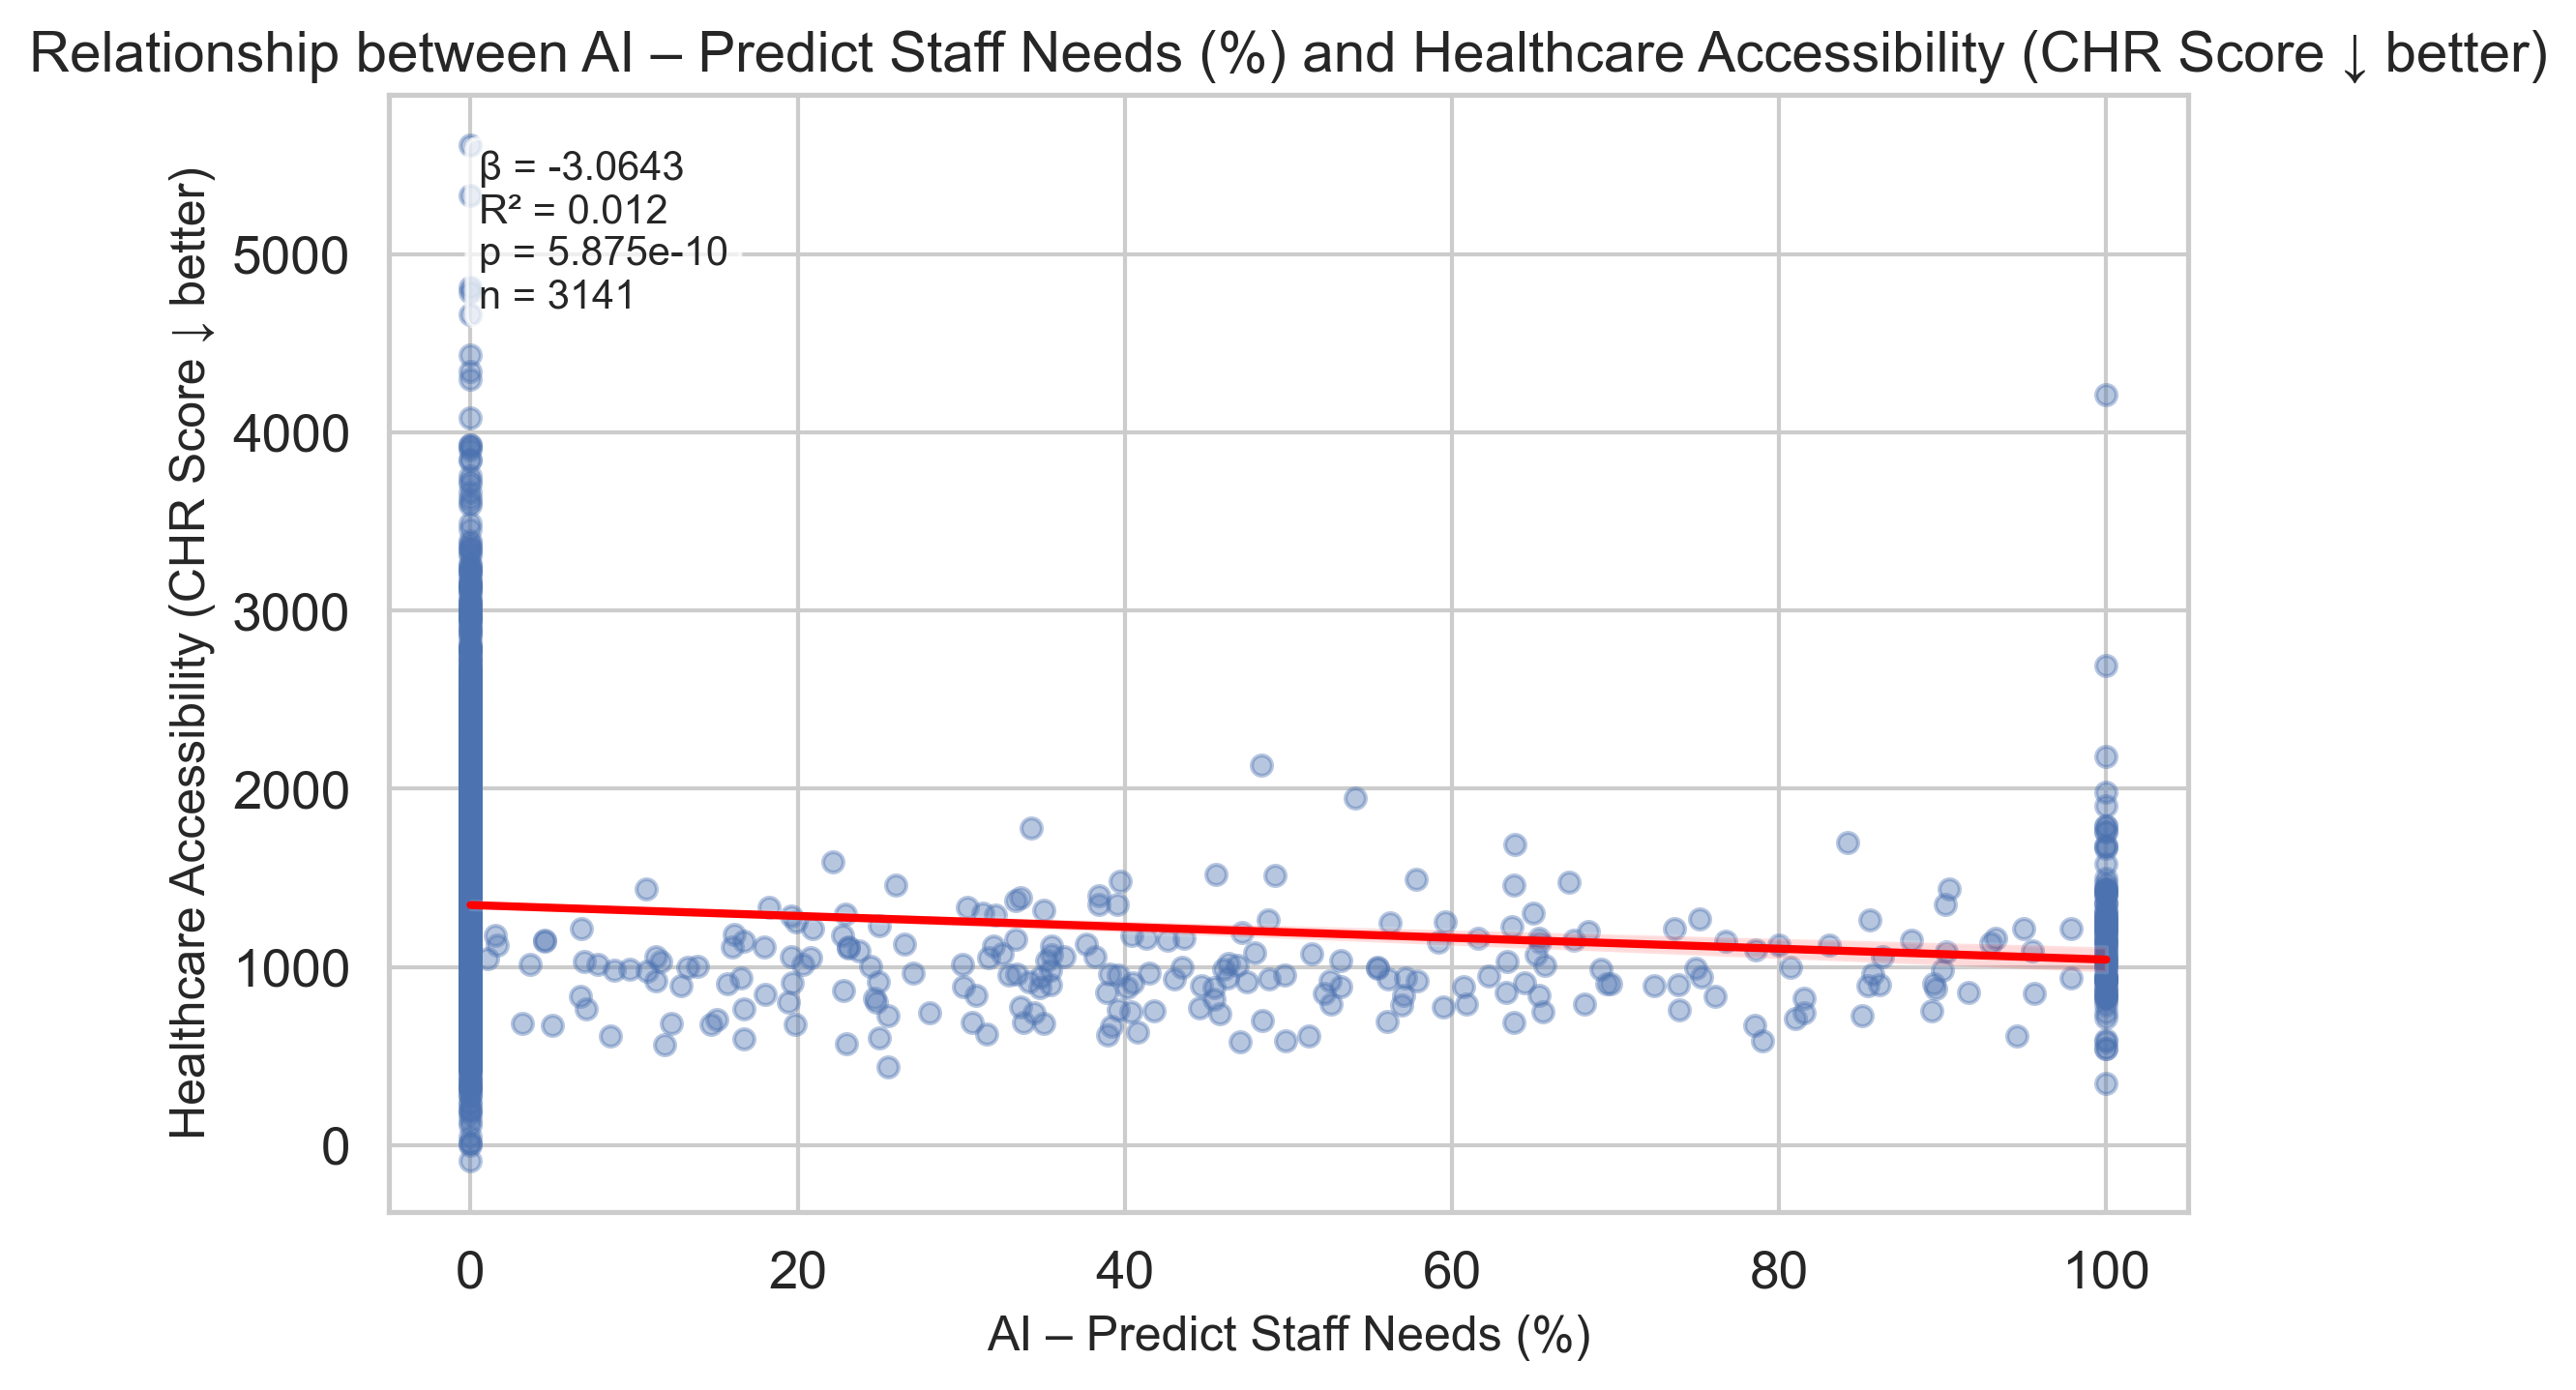 Relationship between AI – Predict Staff Needs (%) and Healthcare Accessibility (CHR Score ↓ better)
β = -3.0643
R² = 0.012
p = 5.875e-10
n = 3141
Healthcare Accessibility (CHR Score ↓ better)
5000
4000
3000
2000
1000
0
0 20 40 60 80 100
AI – Predict Staff Needs (%)